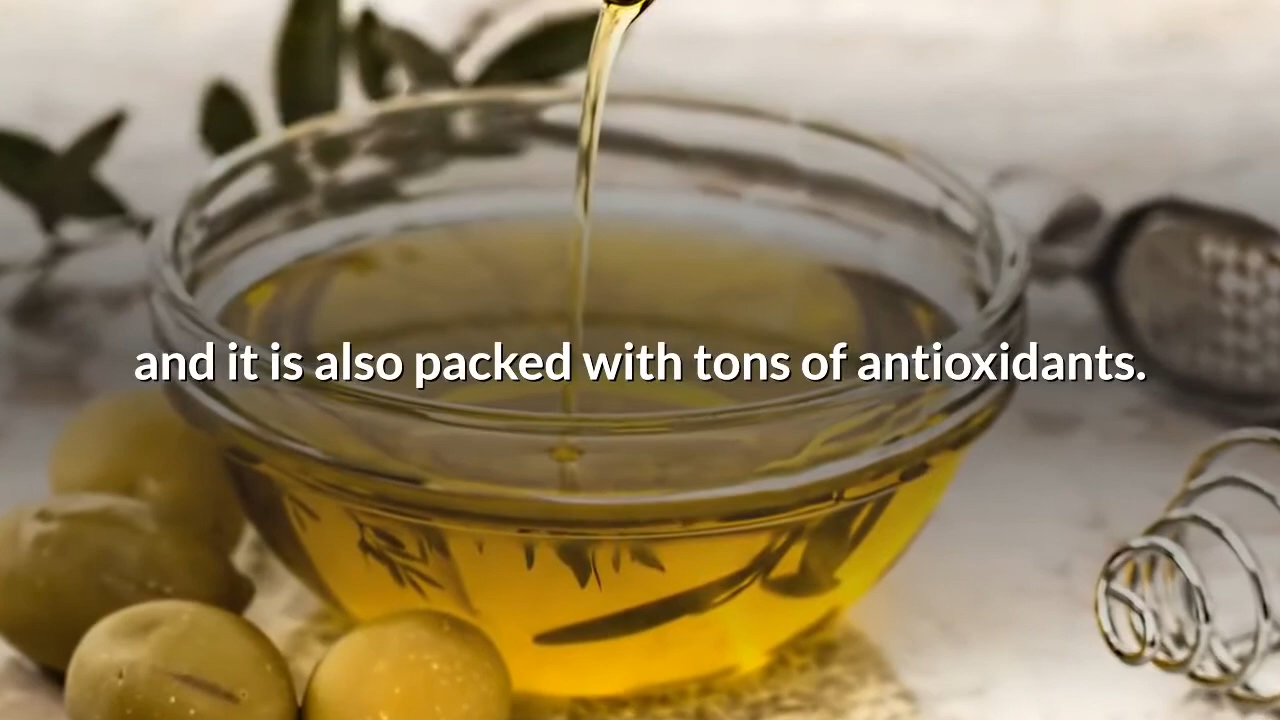 and it is also packed with tons of antioxidants.